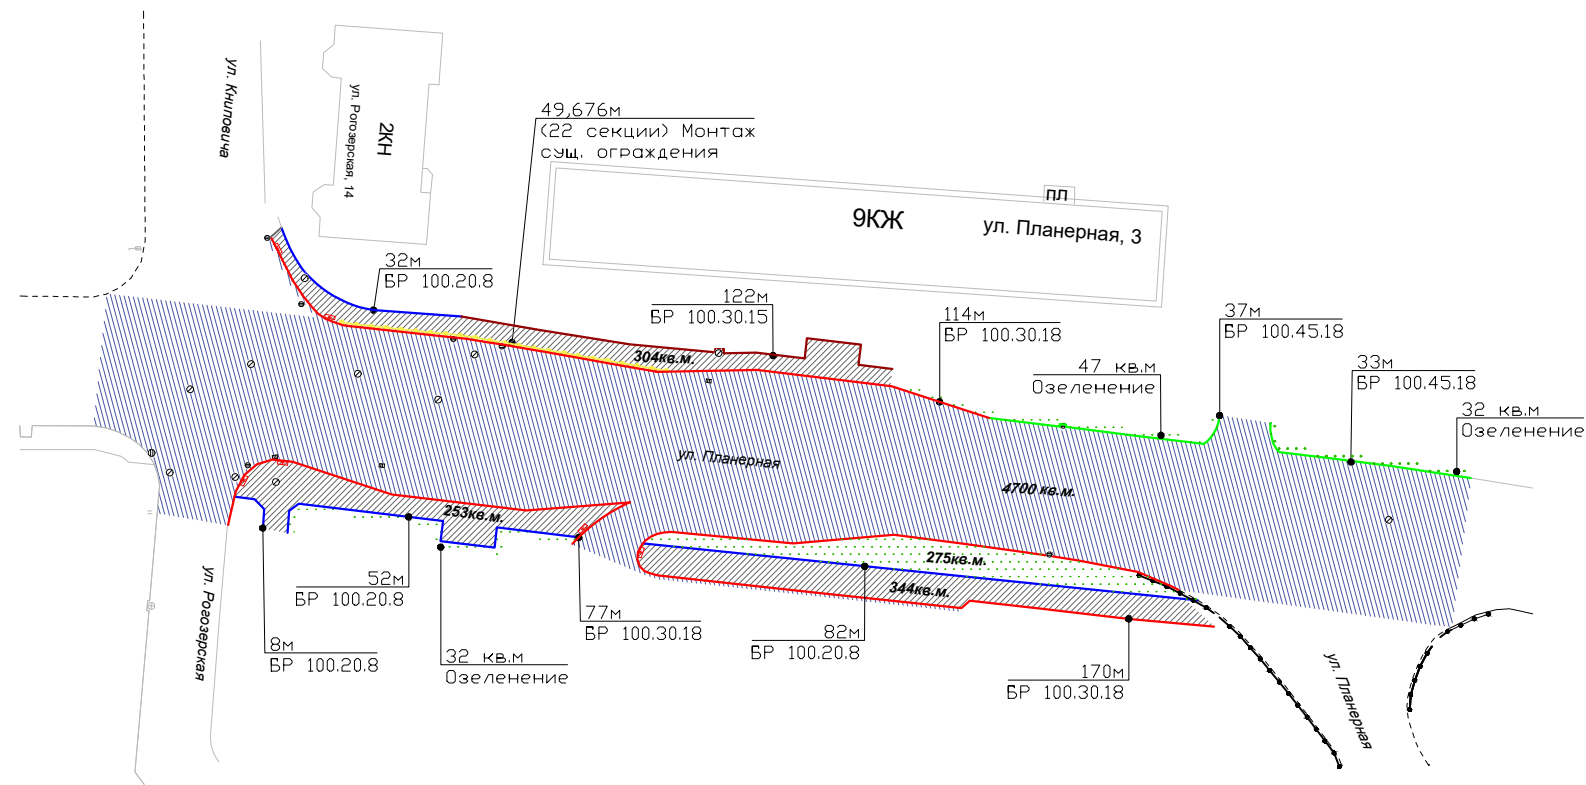 ул. Книповича
ул. Рогозерская, 14
2КН
49,676м
(22 секции) Монтаж
сущ. ограждения
ПЛ
9КЖ
ул. Планерная, 3
32м
БР 100.20.8
122м
БР 100.30.15
114м
БР 100.30.18
37м
БР 100.45.18
47 кв.м
Озеленение
33м
БР 100.45.18
32 кв.м
Озеленение
304кв.м.
ул. Планерная
4700 кв.м.
253кв.м.
275кв.м.
344кв.м.
52м
БР 100.20.8
77м
БР 100.30.18
82м
БР 100.20.8
8м
БР 100.20.8
32 кв.м
Озеленение
170м
БР 100.30.18
ул. Рогозерская
ул. Планерная